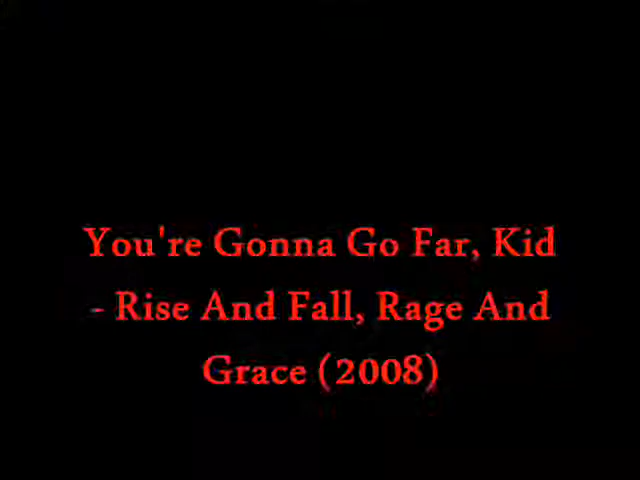 You're Gonna Go Far, Kid
- Rise And Fall, Rage And
Grace (2008)